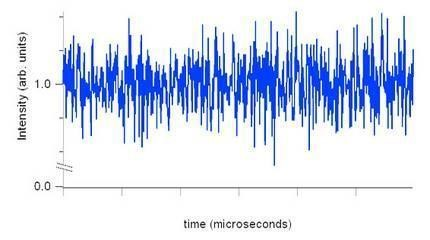 Intensity (arb. units)
1.0
0.0
time (microseconds)